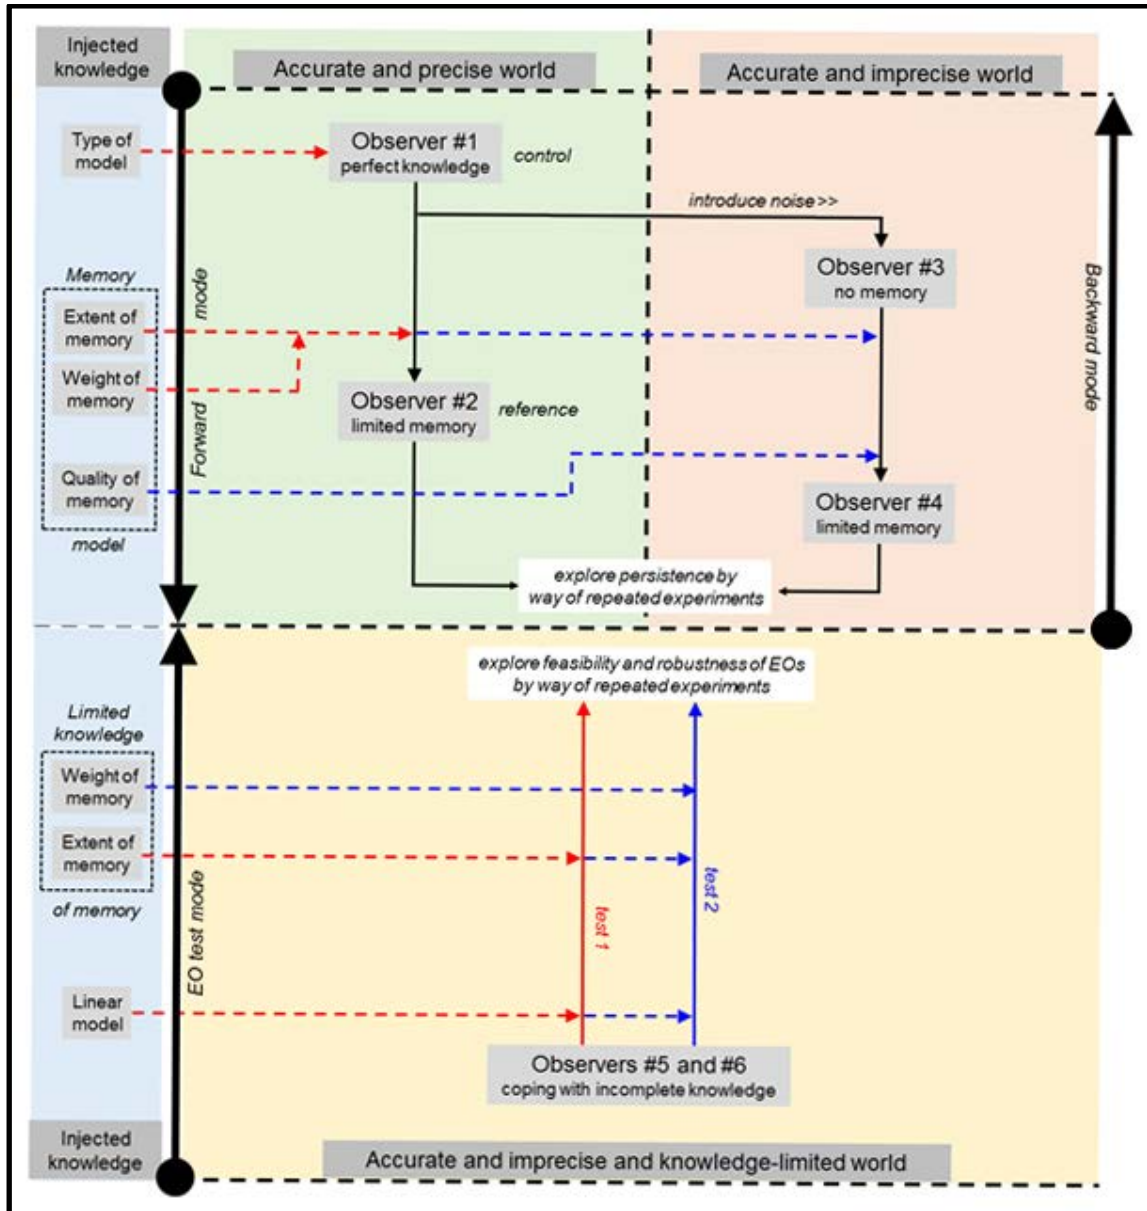 Injected
knowledge
Accurate and precise world
Accurate and imprecise world
Type of
model
Observer #1
perfect knowledge
control
introduce noise >>
Observer #3
no memory
Memory
Extent of
memory
Weight of
memory
Quality of
memory
model
Forward mode
Backward mode
Observer #2
limited memory
reference
Observer #4
limited memory
explore persistence by
way of repeated experiments
explore feasibility and robustness of EOs
by way of repeated experiments
Limited
knowledge
Weight of
memory
Extent of
memory
of memory
EO test mode
test 1
test 2
Linear
model
Observers #5 and #6
coping with incomplete knowledge
Injected
knowledge
Accurate and imprecise and knowledge-limited world